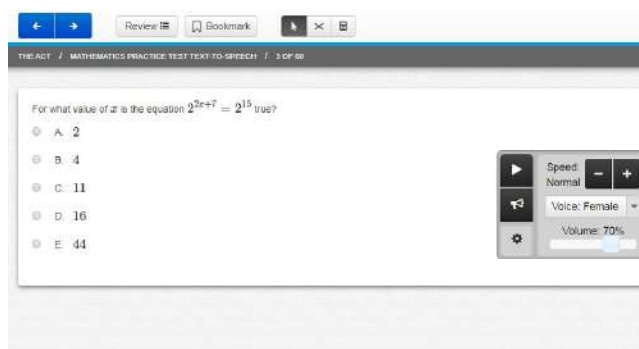 Review Bookmark
THE ACT / MATHEMATICS PRACTICE TEST TEXT-TO-SPEECH / 3 OF 60
For what value of x is the equation 2^{2x+7} = 2^{15} true?
A. 2
B. 4
C. 11
D. 16
E. 44
Speed:
Normal
Voice: Female
Volume: 70%